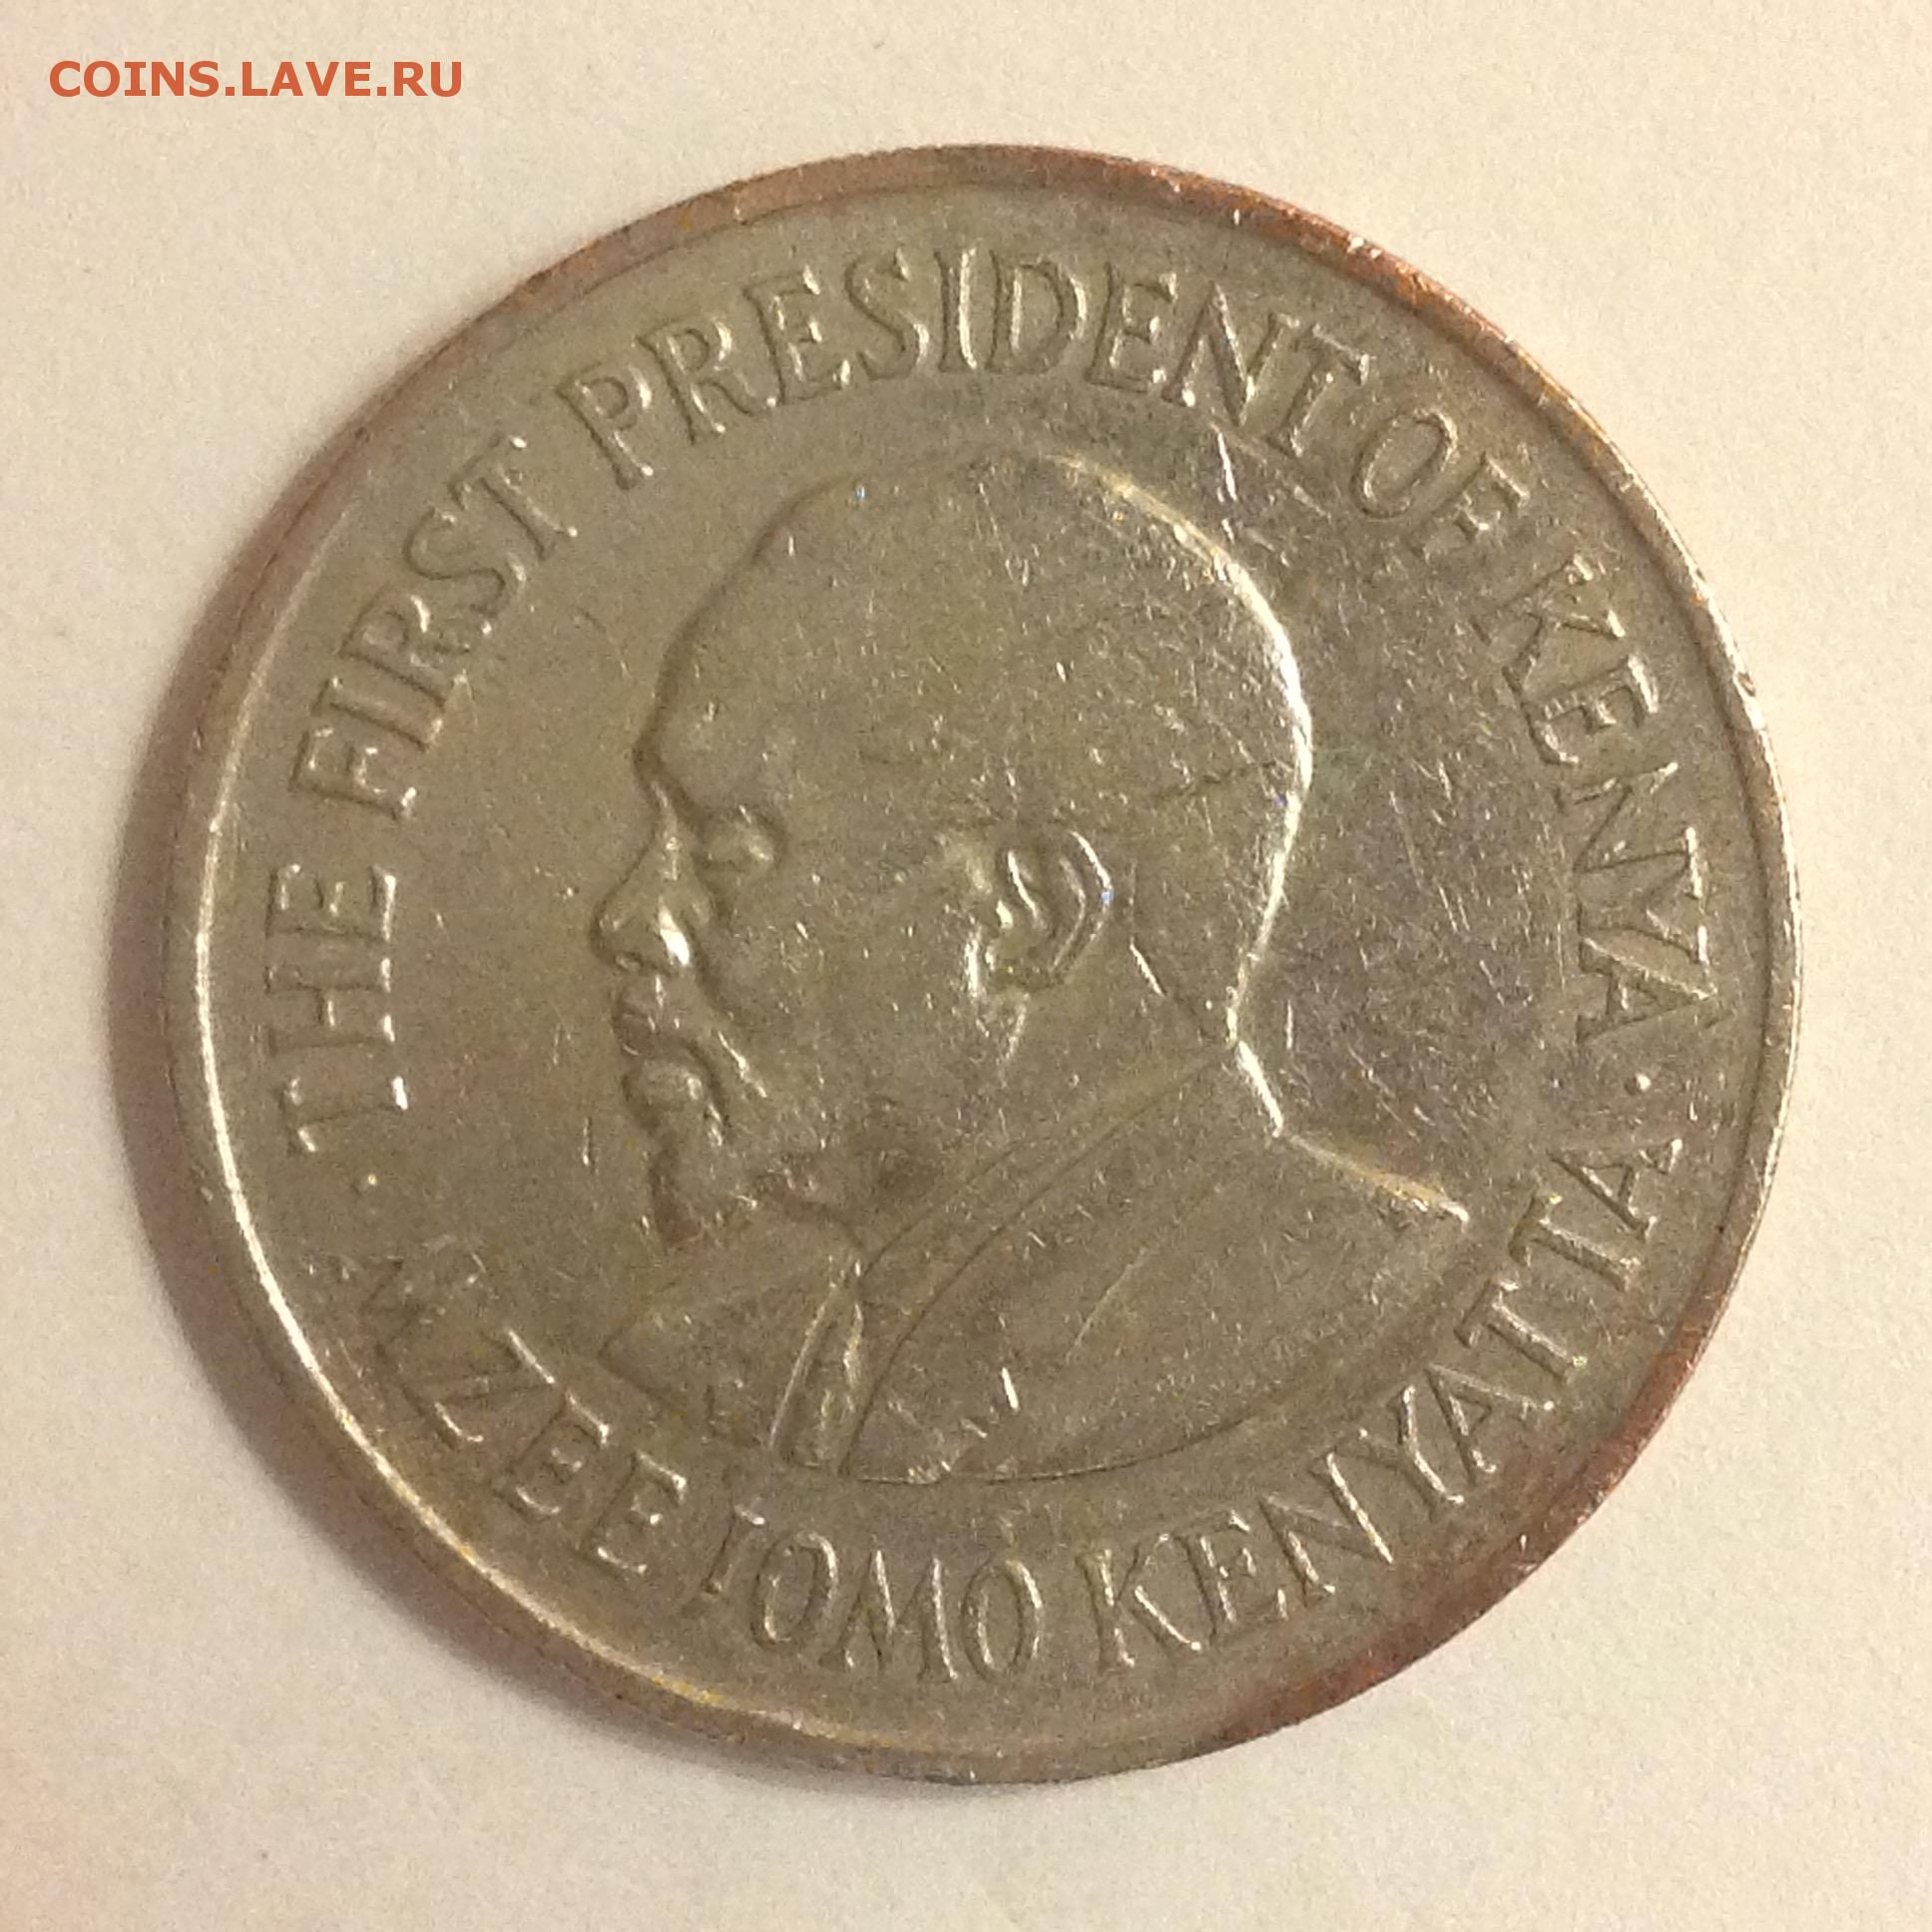 COINS.LAVE.RU
· THE FIRST PRESIDENT OF KENYA ·
MZEE JOMO KENYATTA